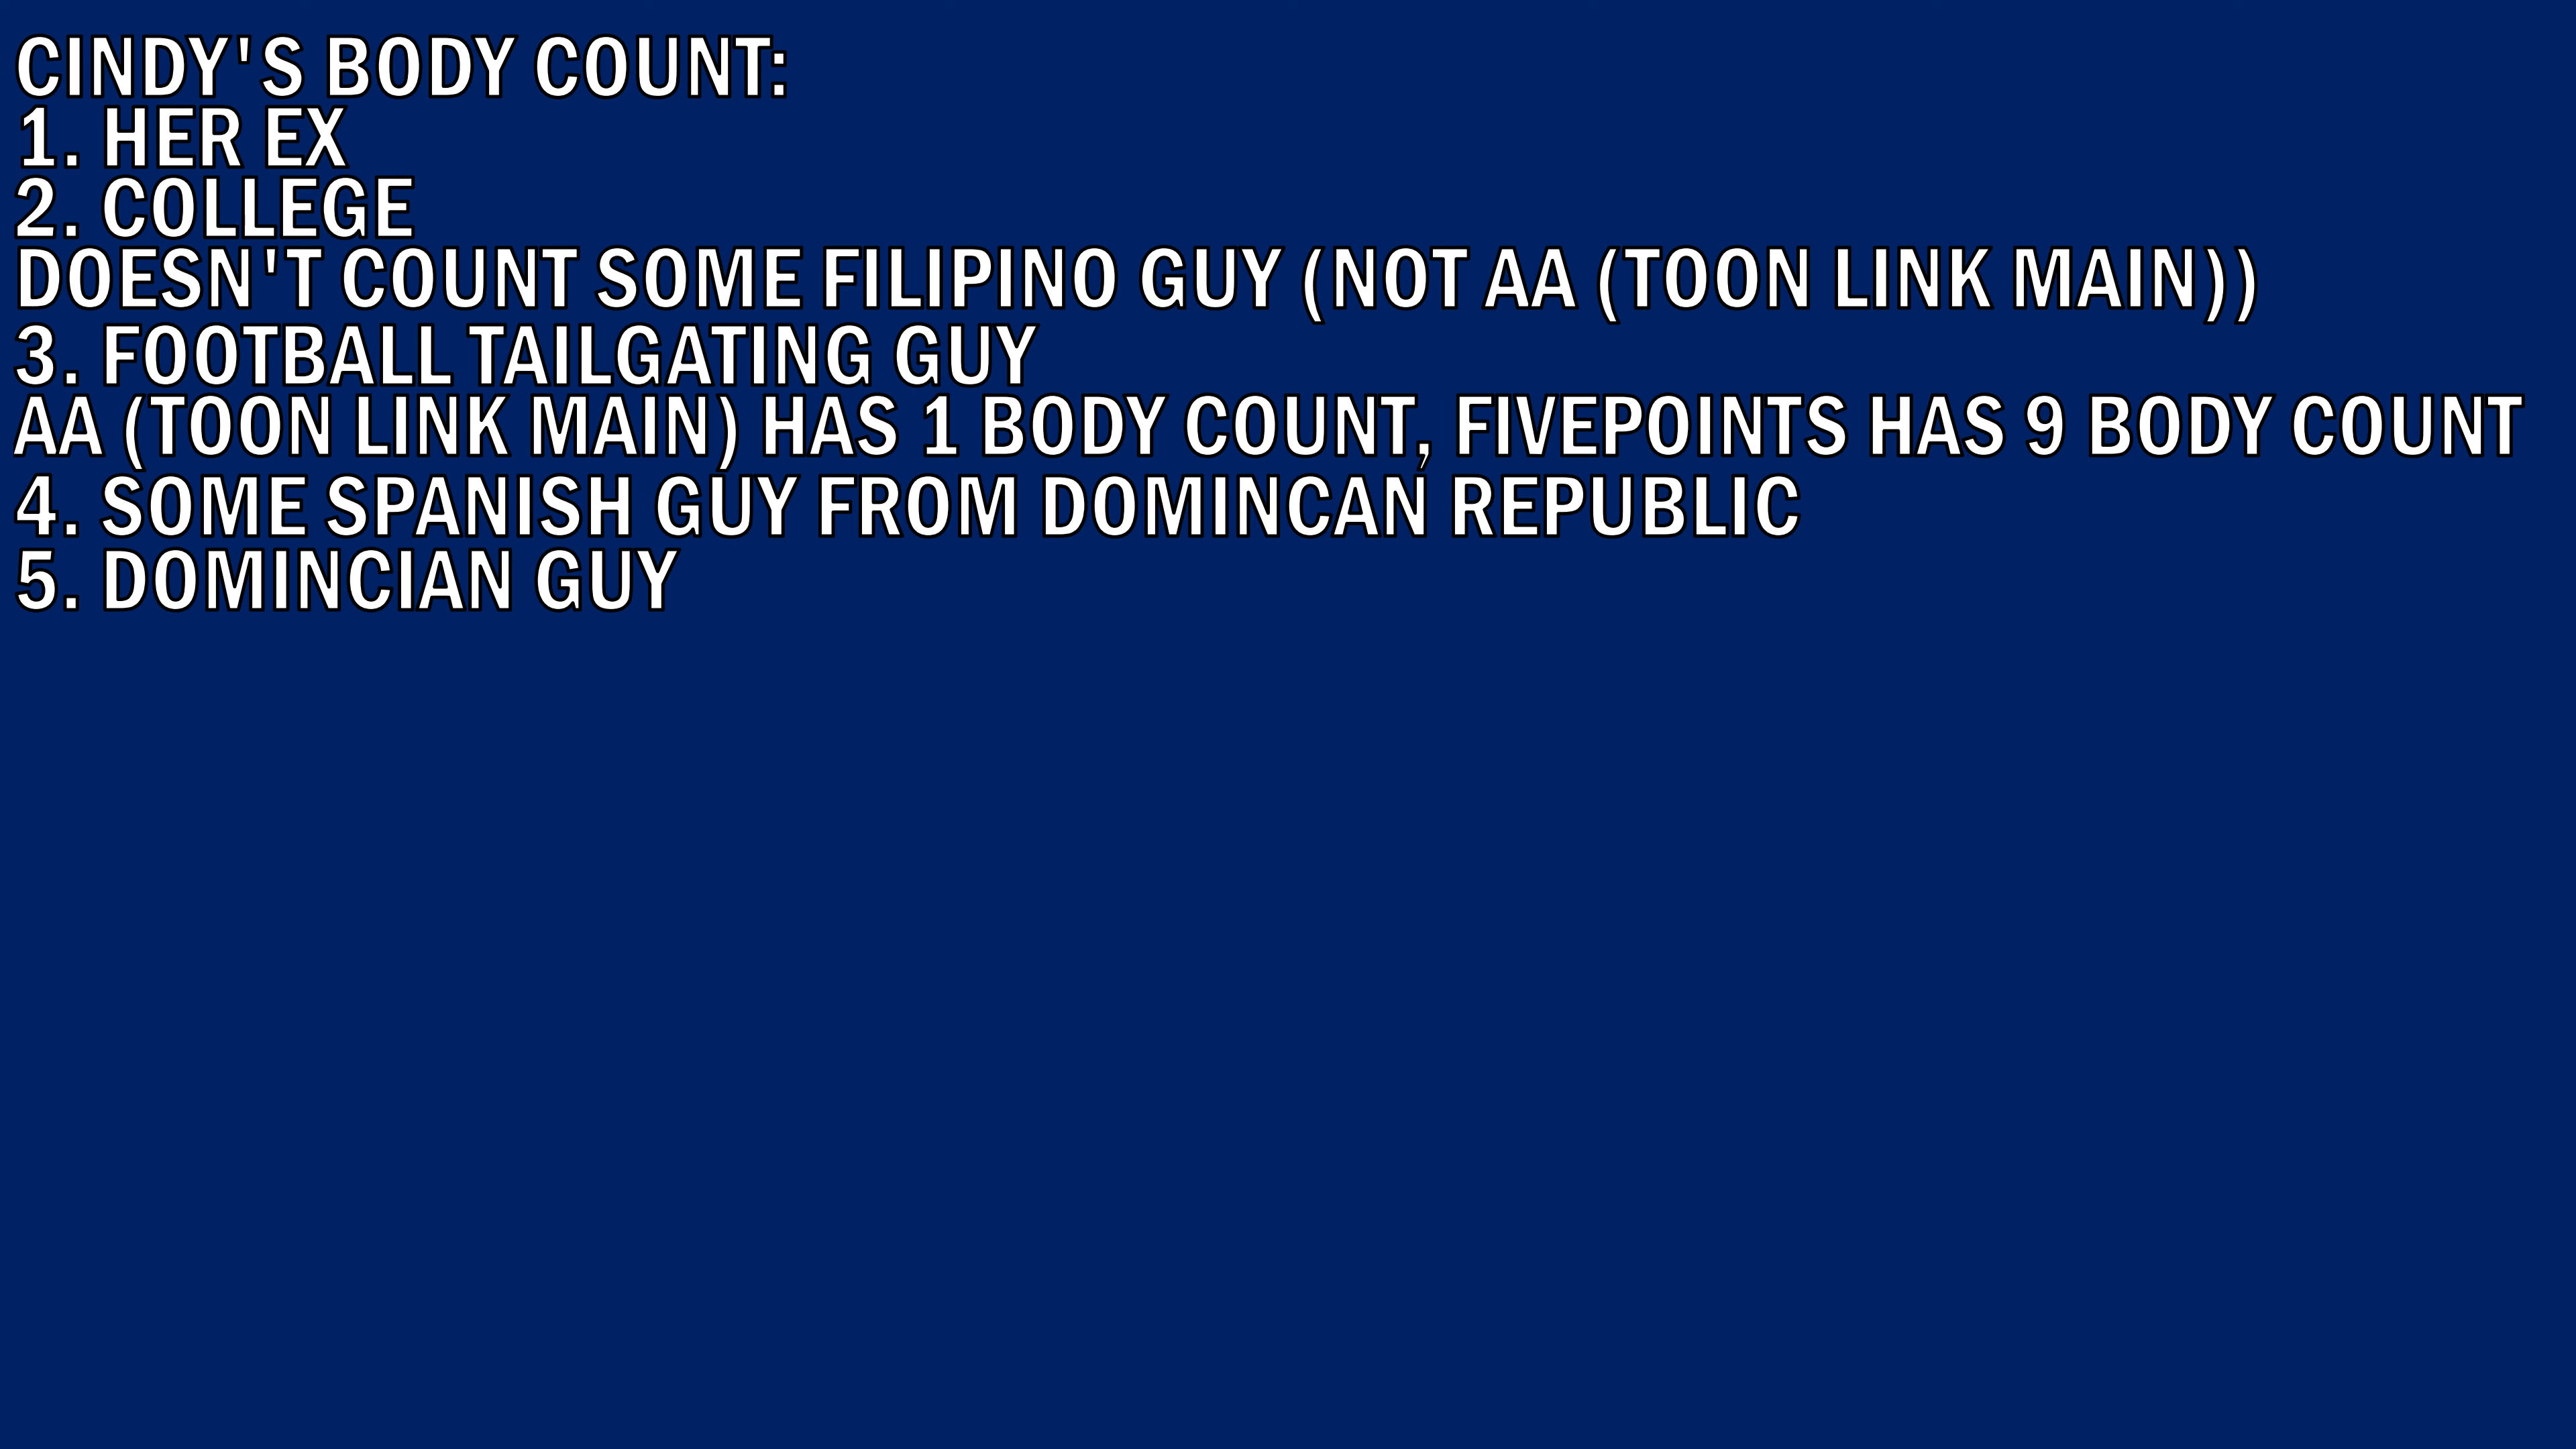 CINDY'S BODY COUNT:
1. HER EX
2. COLLEGE
DOESN'T COUNT SOME FILIPINO GUY (NOT AA (TOON LINK MAIN))
3. FOOTBALL TAILGATING GUY
AA (TOON LINK MAIN) HAS 1 BODY COUNT, FIVEPOINTS HAS 9 BODY COUNT
4. SOME SPANISH GUY FROM DOMINCAN REPUBLIC
5. DOMINCIAN GUY